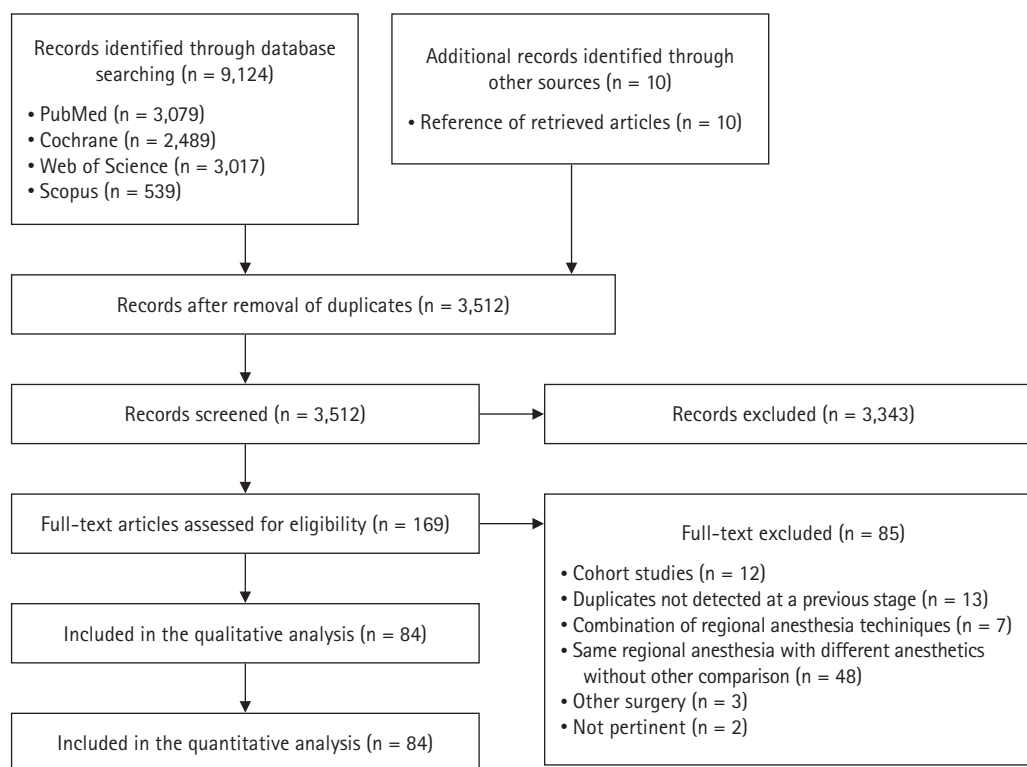 Records identified through database
searching (n = 9,124)
• PubMed (n = 3,079)
• Cochrane (n = 2,489)
• Web of Science (n = 3,017)
• Scopus (n = 539)
Additional records identified through
other sources (n = 10)
• Reference of retrieved articles (n = 10)
Records after removal of duplicates (n = 3,512)
Records screened (n = 3,512)
Records excluded (n = 3,343)
Full-text articles assessed for eligibility (n = 169)
Full-text excluded (n = 85)
• Cohort studies (n = 12)
• Duplicates not detected at a previous stage (n = 13)
• Combination of regional anesthesia techiniques (n = 7)
• Same regional anesthesia with different anesthetics
without other comparison (n = 48)
• Other surgery (n = 3)
• Not pertinent (n = 2)
Included in the qualitative analysis (n = 84)
Included in the quantitative analysis (n = 84)